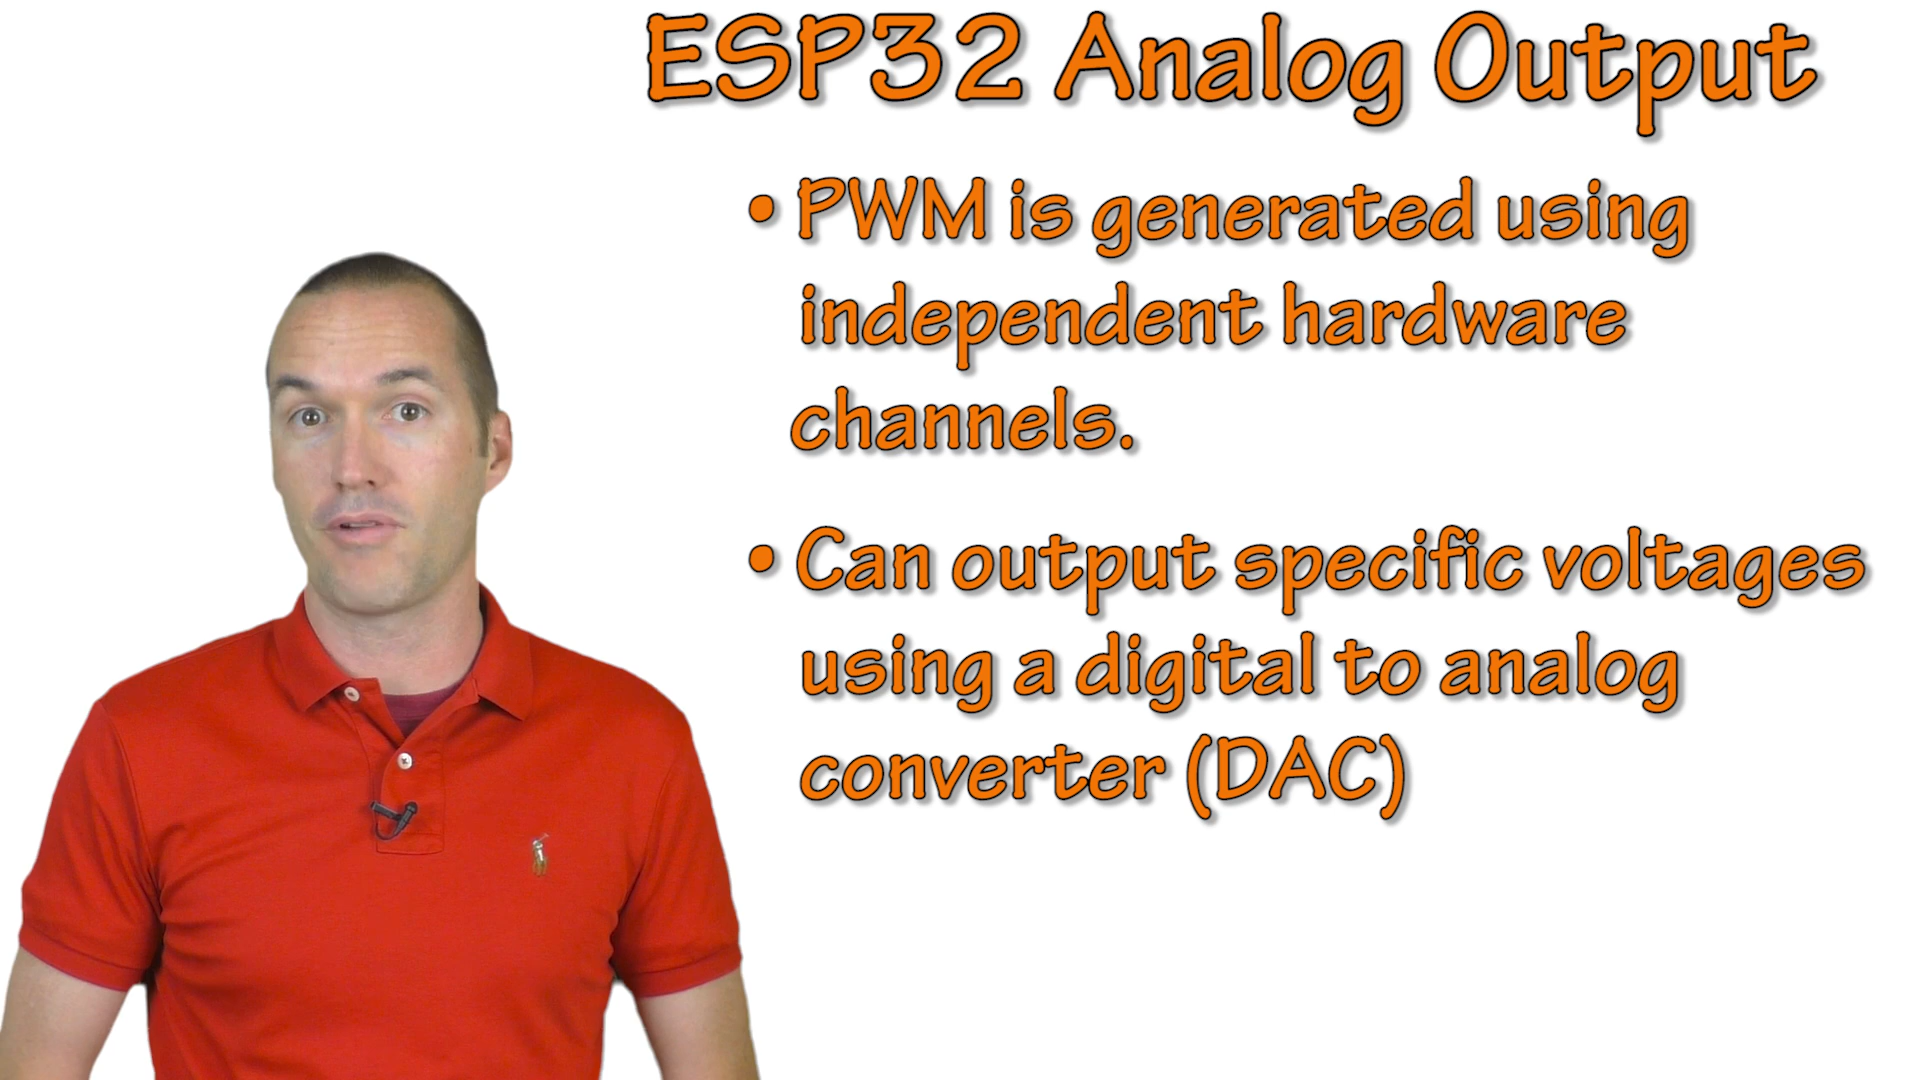 ESP32 Analog Output
• PWM is generated using
independent hardware
channels.
• Can output specific voltages
using a digital to analog
converter (DAC)